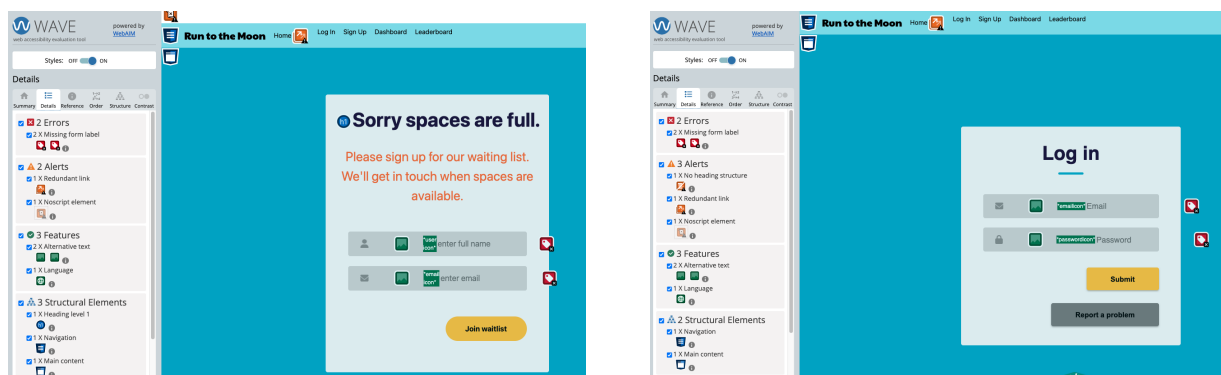 WAVE
powered by
WebAIM
web accessibility evaluation tool
Styles: OFF ON
Details
Summary Details Reference Order Structure Contrast
2 Errors
2 X Missing form label
2 Alerts
1 X Redundant link
1 X Noscript element
3 Features
2 X Alternative text
1 X Language
3 Structural Elements
1 X Heading level 1
h1
1 X Navigation
1 X Main content
Run to the Moon Home Log In Sign Up Dashboard Leaderboard
h1 Sorry spaces are full.
Please sign up for our waiting list.
We'll get in touch when spaces are
available.
*"user
icon"* enter full name
*"email
icon"* enter email
Join waitlist
WAVE
powered by
WebAIM
web accessibility evaluation tool
Styles: OFF ON
Details
Summary Details Reference Order Structure Contrast
2 Errors
2 X Missing form label
3 Alerts
1 X No heading structure
1 X Redundant link
1 X Noscript element
3 Features
2 X Alternative text
1 X Language
2 Structural Elements
1 X Navigation
1 X Main content
Run to the Moon Home Log In Sign Up Dashboard Leaderboard
Log in
*"emailicon"* Email
*"passwordicon"* Password
Submit
Report a problem